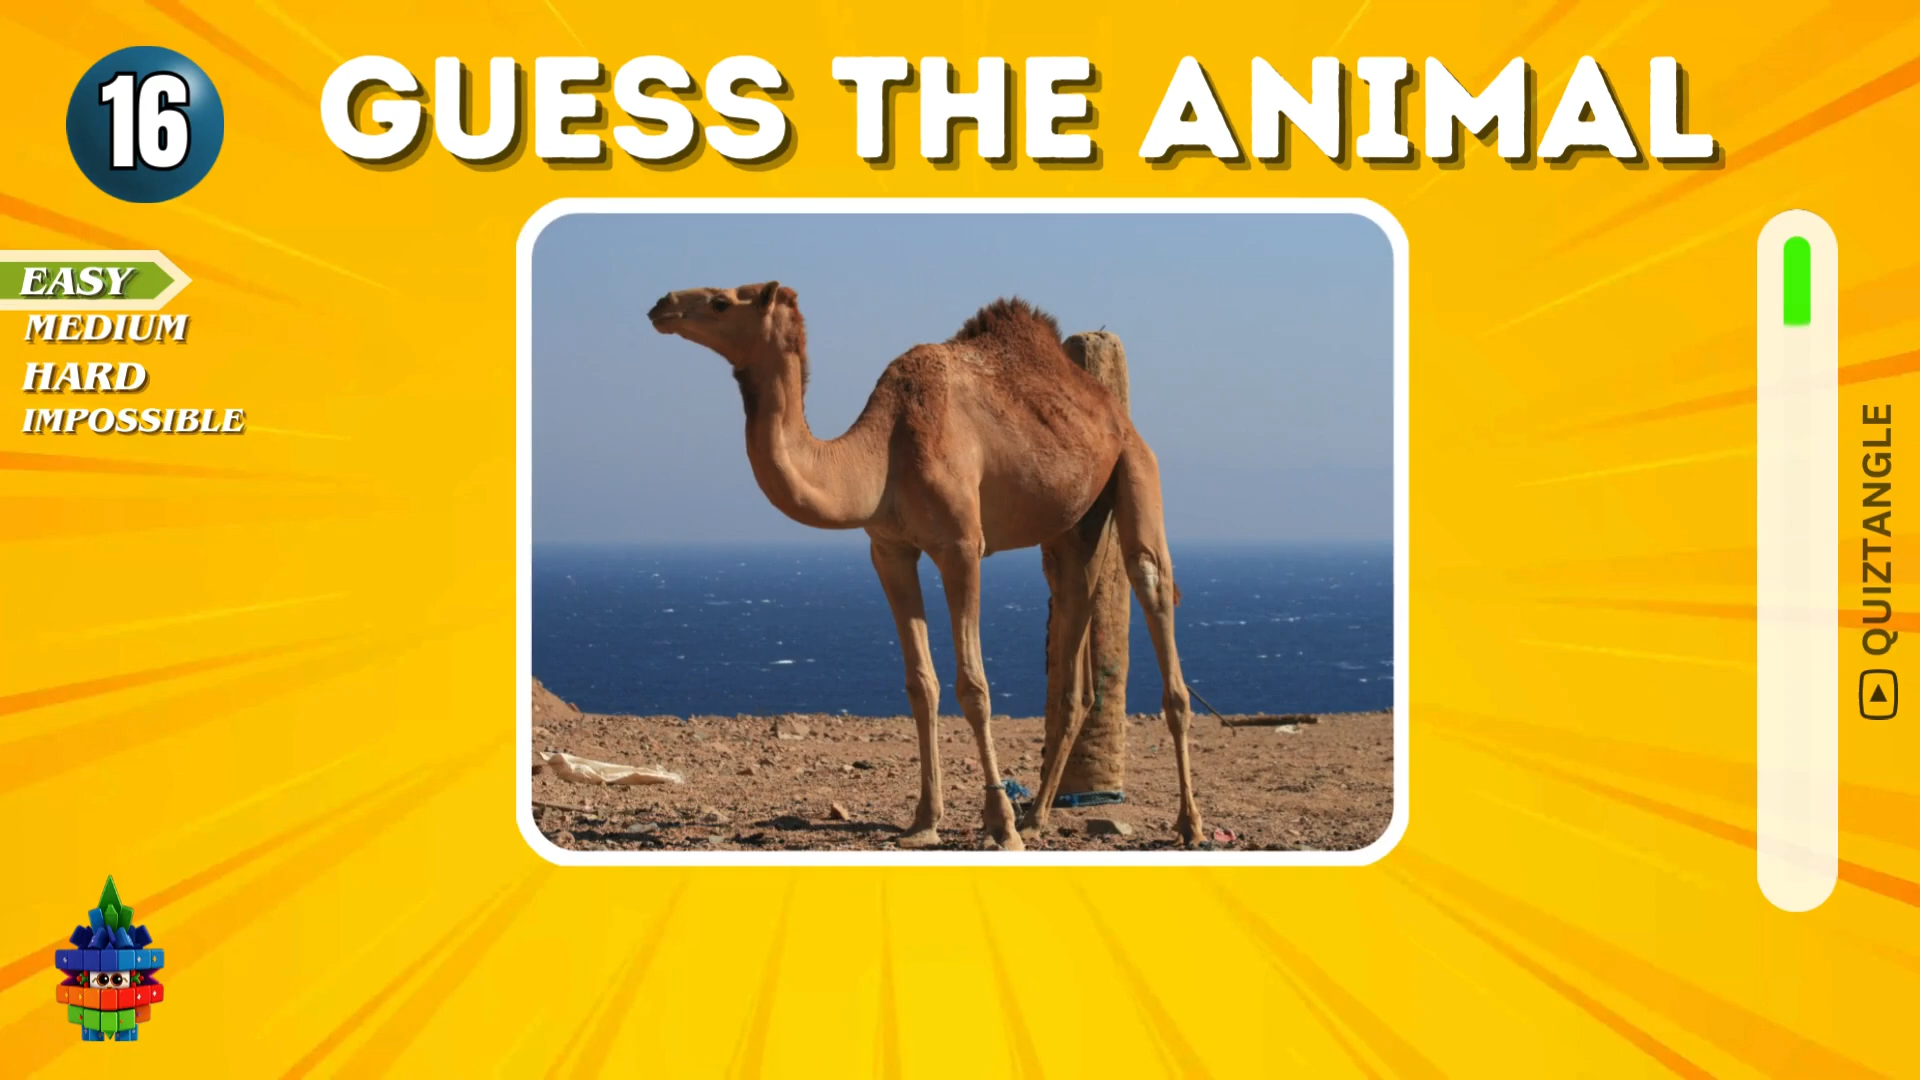 16
GUESS THE ANIMAL
EASY
MEDIUM
HARD
IMPOSSIBLE
QUIZTANGLE